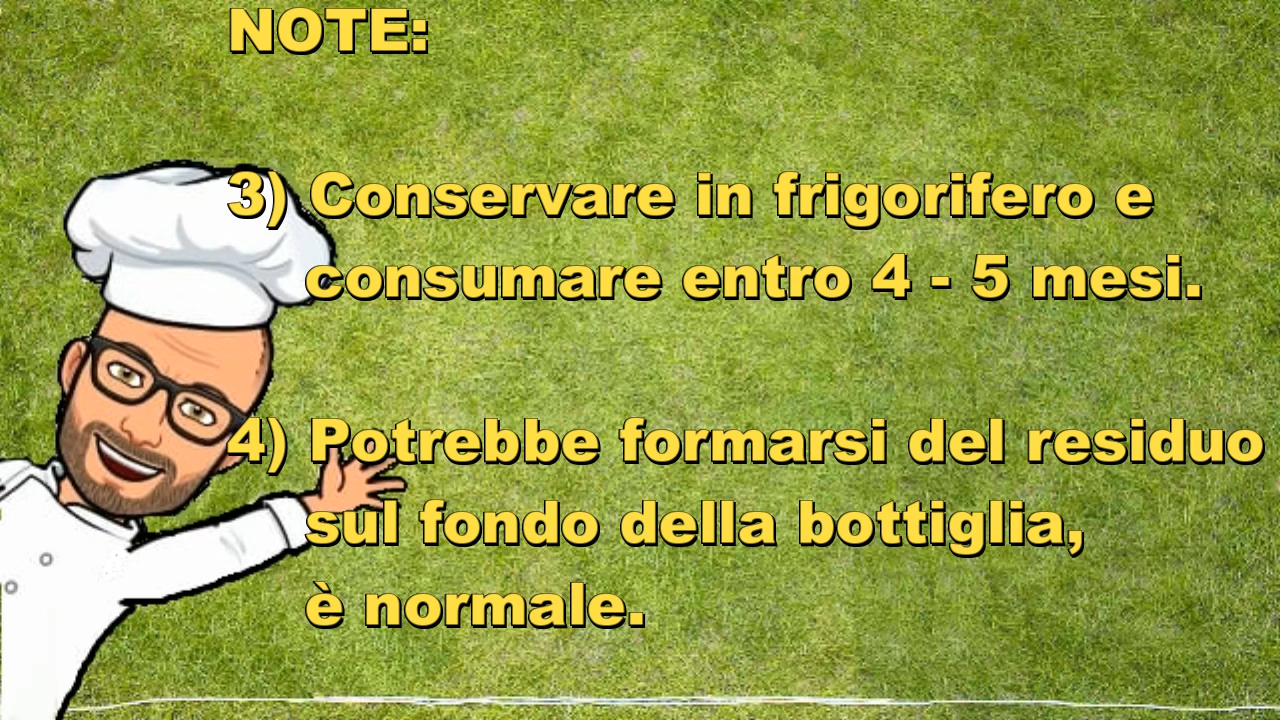 NOTE:
3) Conservare in frigorifero e
consumare entro 4 - 5 mesi.
4) Potrebbe formarsi del residuo
sul fondo della bottiglia,
è normale.